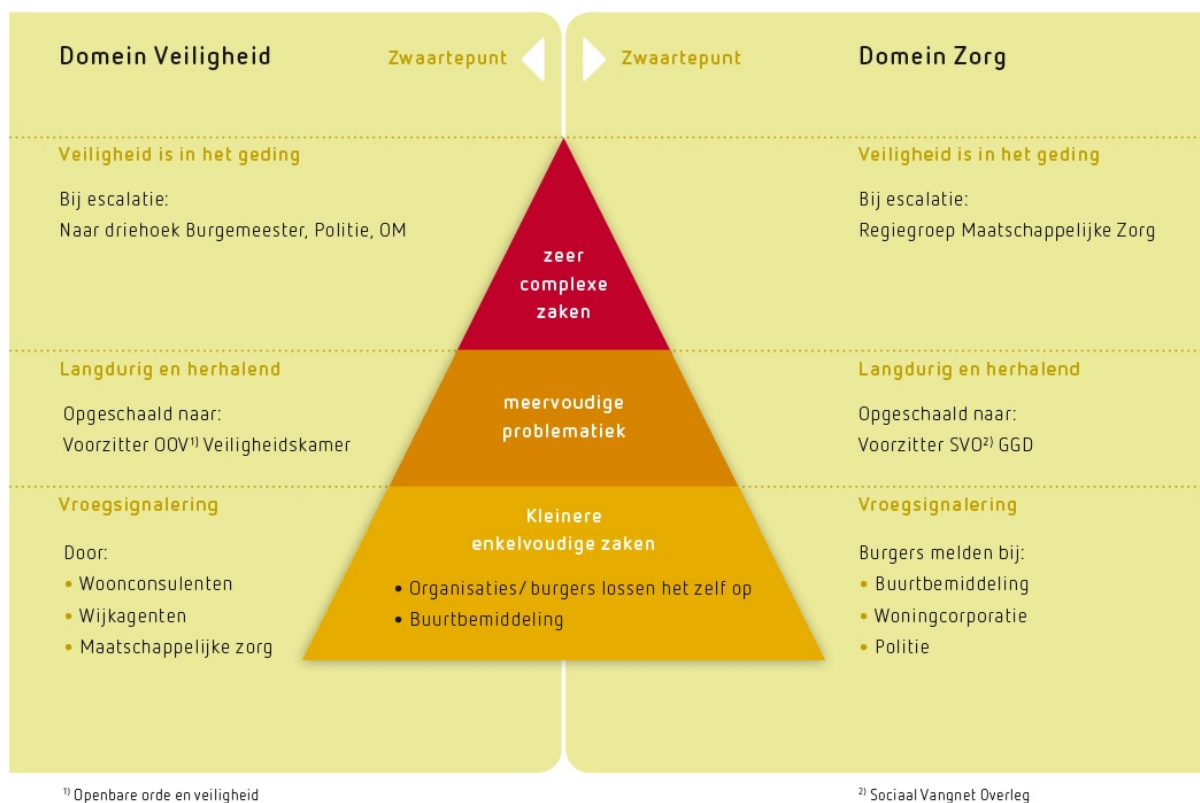 Domein Veiligheid
Zwaartepunt
Zwaartepunt
Domein Zorg
Veiligheid is in het geding
Bij escalatie:
Naar driehoek Burgemeester, Politie, OM
zeer
complexe
zaken
Veiligheid is in het geding
Bij escalatie:
Regiegroep Maatschappelijke Zorg
Langdurig en herhalend
Opgeschaald naar:
Voorzitter OOV¹⁾ Veiligheidskamer
meervoudige
problematiek
Langdurig en herhalend
Opgeschaald naar:
Voorzitter SVO²⁾ GGD
Vroegsignalering
Door:
• Woonconsulenten
• Wijkagenten
• Maatschappelijke zorg
Kleinere
enkelvoudige zaken
• Organisaties/ burgers lossen het zelf op
• Buurtbemiddeling
Vroegsignalering
Burgers melden bij:
• Buurtbemiddeling
• Woningcorporatie
• Politie
¹⁾ Openbare orde en veiligheid
²⁾ Sociaal Vangnet Overleg